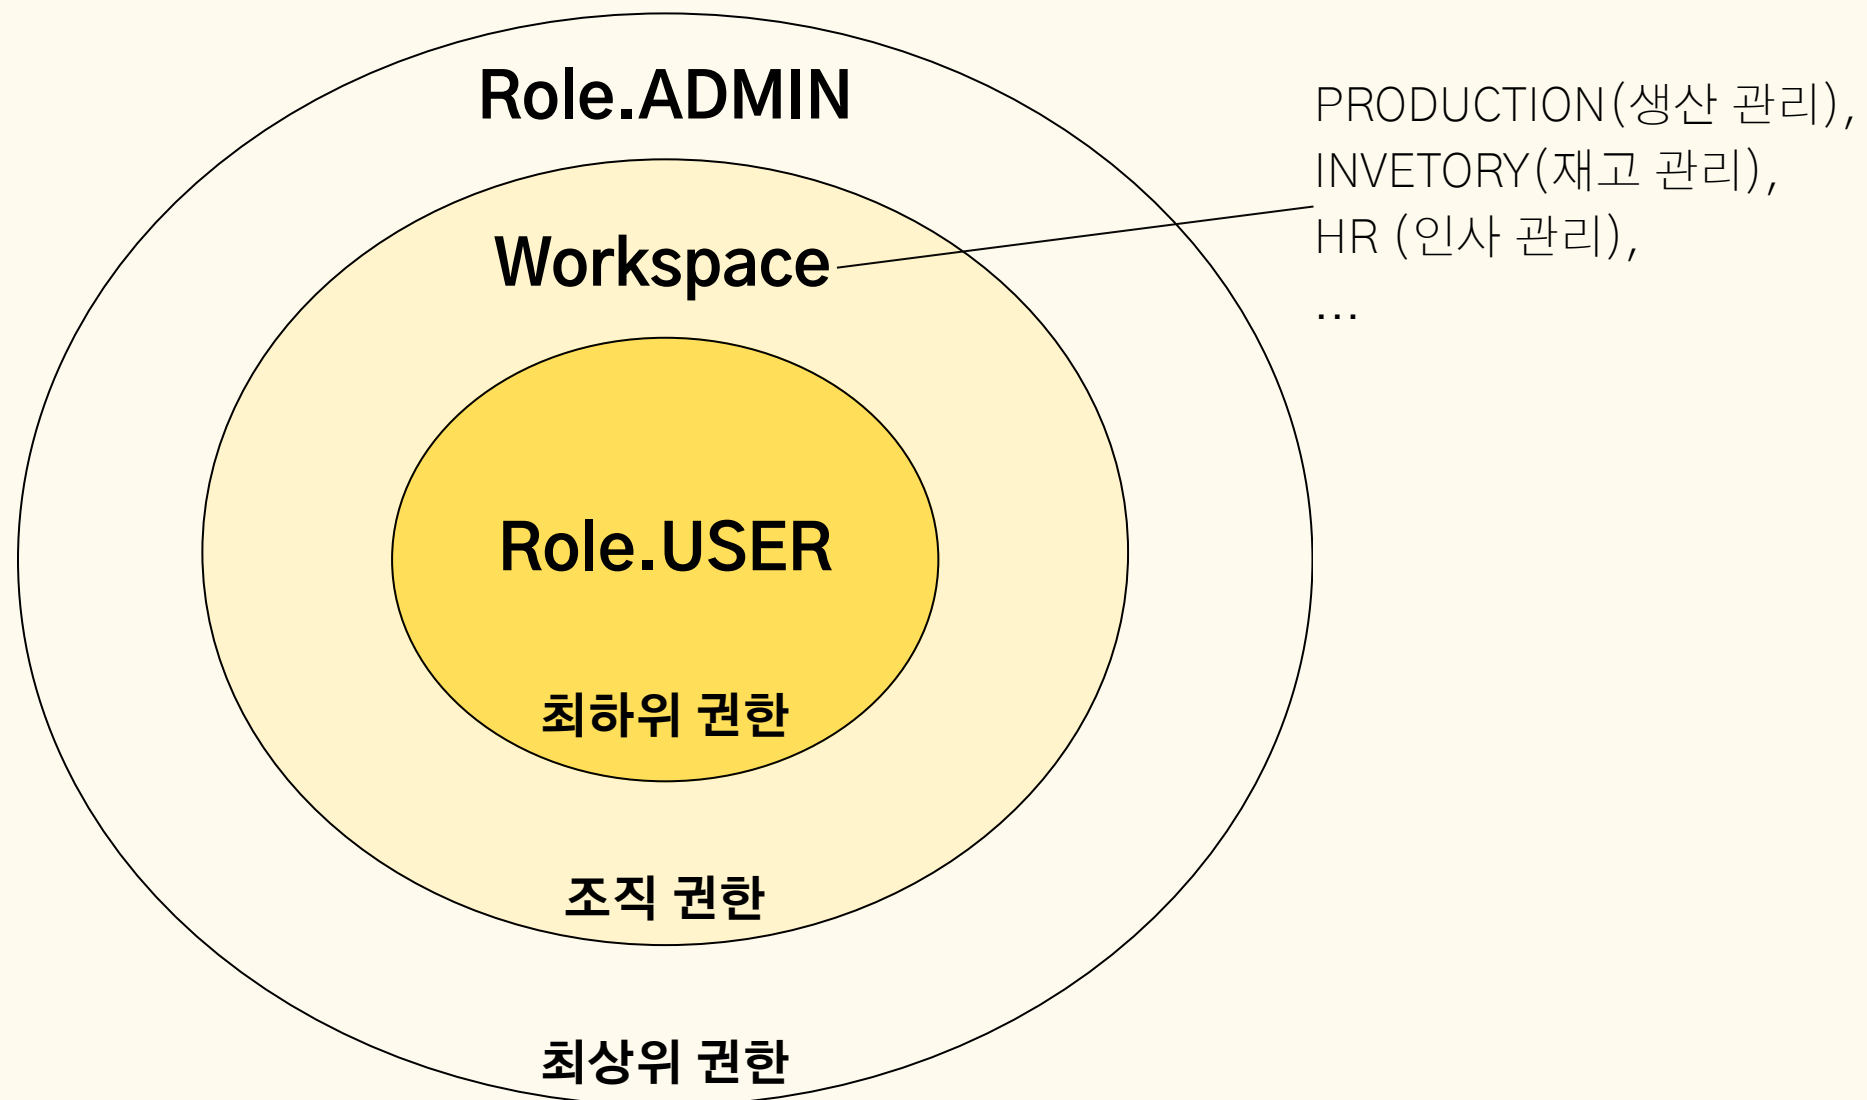 Role.ADMIN
Workspace
Role.USER
최하위 권한
조직 권한
최상위 권한
PRODUCTION(생산 관리),
INVETORY(재고 관리),
HR (인사 관리),
...